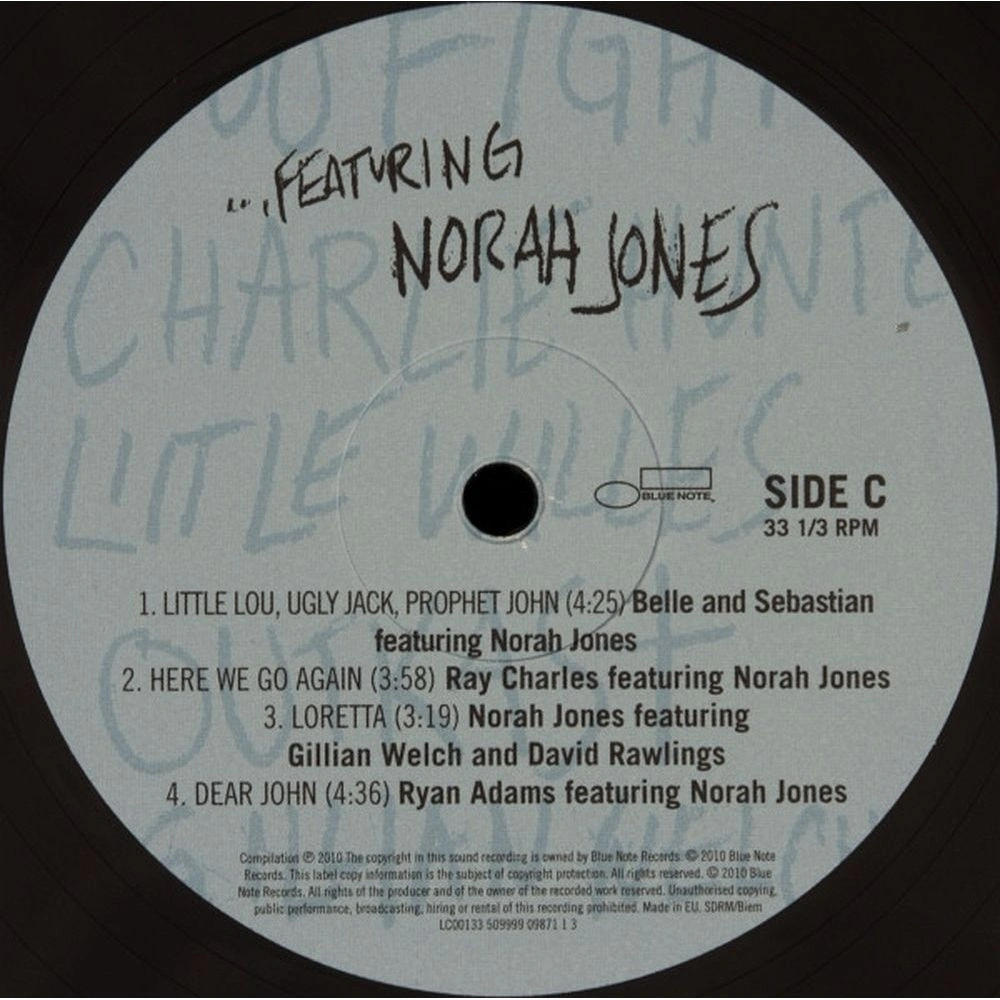 OO FIGHT
...FEATURING
NORAH JONES
CHARLIE HUNTE
LITTLE WILLIES
BLUE NOTE
SIDE C
33 1/3 RPM
1. LITTLE LOU, UGLY JACK, PROPHET JOHN (4:25) Belle and Sebastian
featuring Norah Jones
2. HERE WE GO AGAIN (3:58) Ray Charles featuring Norah Jones
3. LORETTA (3:19) Norah Jones featuring
Gillian Welch and David Rawlings
4. DEAR JOHN (4:36) Ryan Adams featuring Norah Jones
Compilation ℗ 2010 The copyright in this sound recording is owned by Blue Note Records. © 2010 Blue Note
Records. This label copy information is the subject of copyright protection. All rights reserved. © 2010 Blue
Note Records. All rights of the producer and of the owner of the recorded work reserved. Unauthorised copying,
public performance, broadcasting, hiring or rental of this recording prohibited. Made in EU. SDRM/Biem
LC00133 509999 09871 1 3